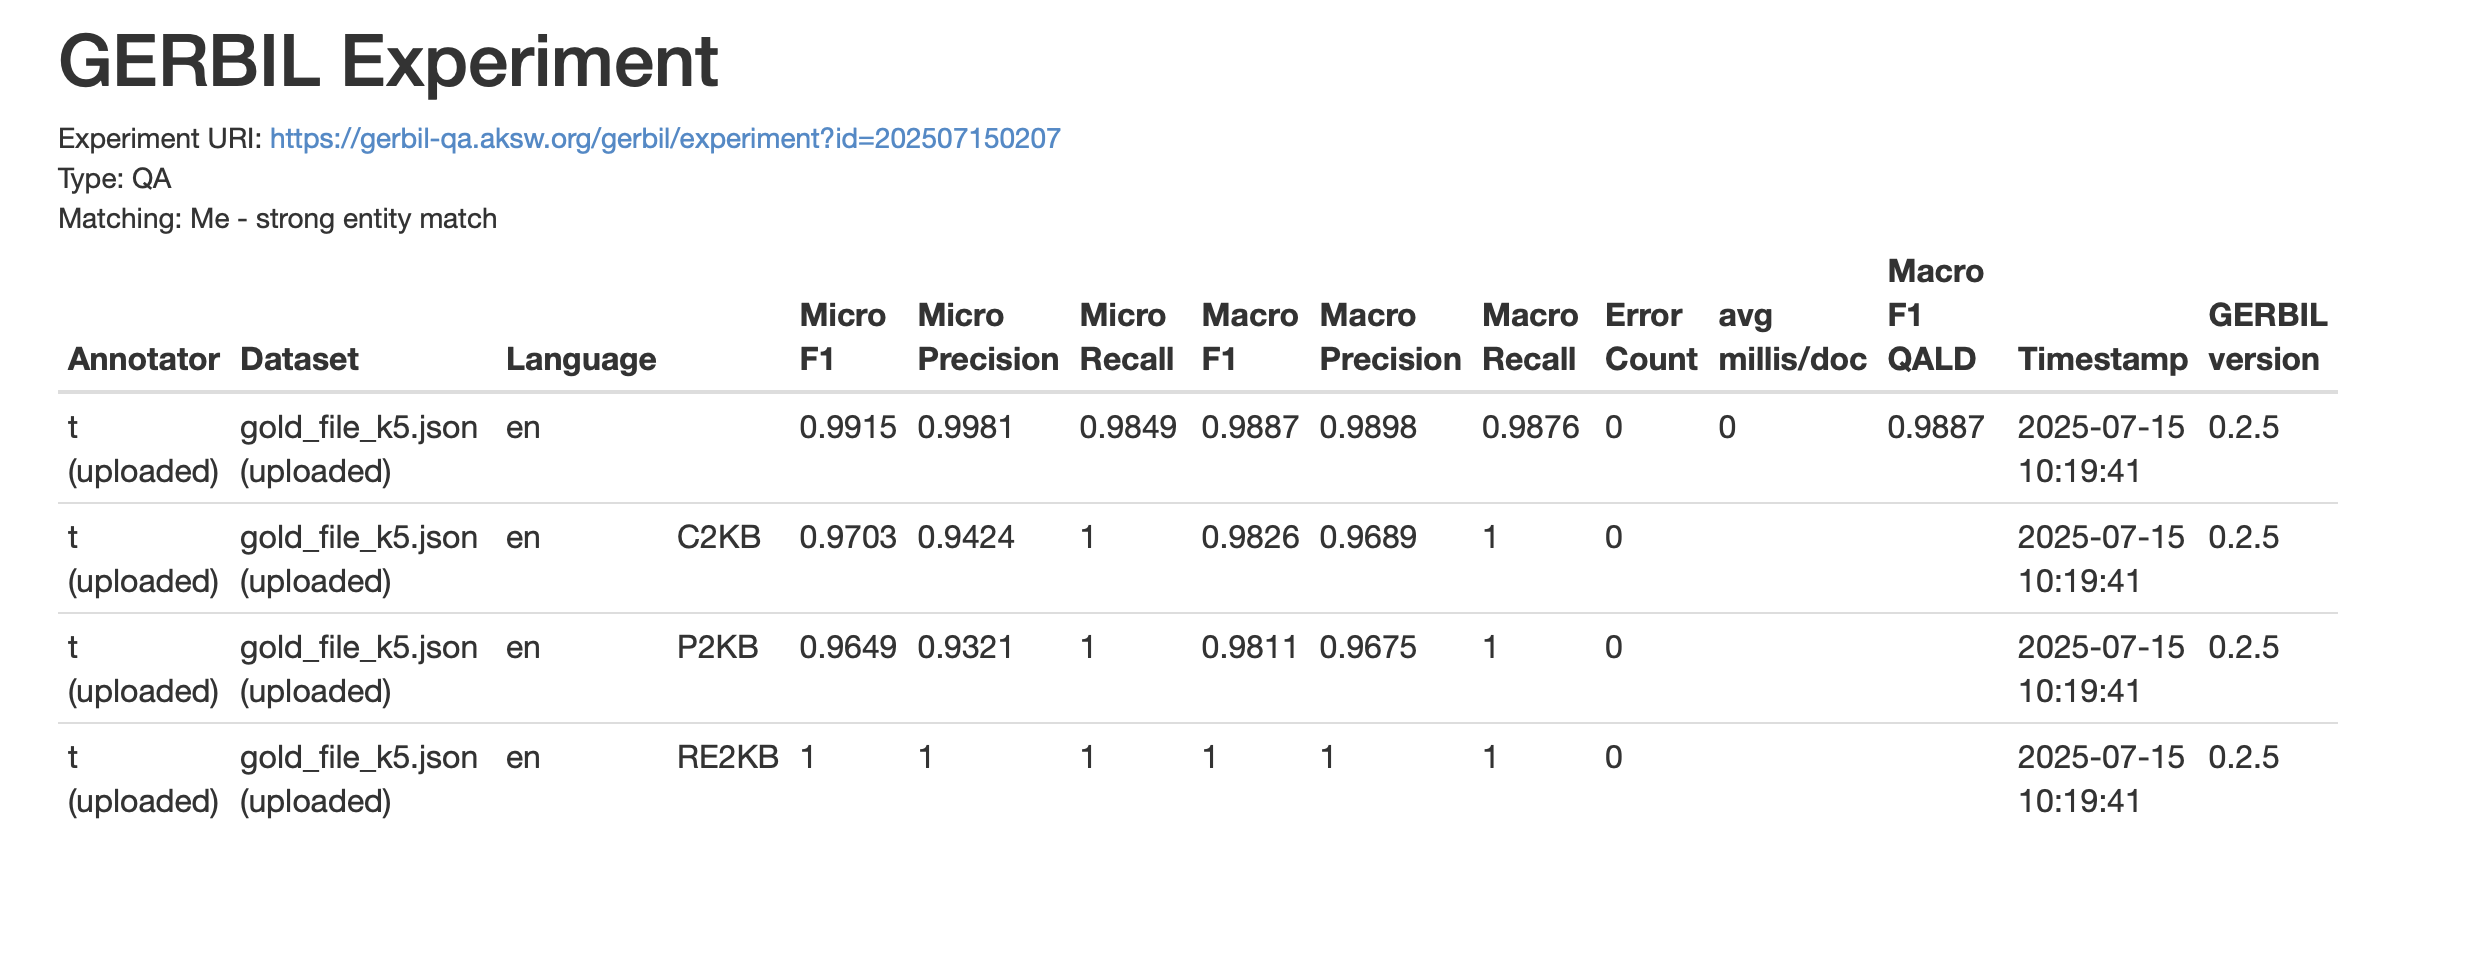 GERBIL Experiment
Experiment URI: https://gerbil-qa.aksw.org/gerbil/experiment?id=202507150207
Type: QA
Matching: Me - strong entity match
Macro
Micro Micro Micro Macro Macro Macro Error avg F1 GERBIL
Annotator Dataset Language F1 Precision Recall F1 Precision Recall Count millis/doc QALD Timestamp version
t gold_file_k5.json en 0.9915 0.9981 0.9849 0.9887 0.9898 0.9876 0 0 0.9887 2025-07-15 0.2.5
(uploaded) (uploaded) 10:19:41
t gold_file_k5.json en C2KB 0.9703 0.9424 1 0.9826 0.9689 1 0 2025-07-15 0.2.5
(uploaded) (uploaded) 10:19:41
t gold_file_k5.json en P2KB 0.9649 0.9321 1 0.9811 0.9675 1 0 2025-07-15 0.2.5
(uploaded) (uploaded) 10:19:41
t gold_file_k5.json en RE2KB 1 1 1 1 1 1 0 2025-07-15 0.2.5
(uploaded) (uploaded) 10:19:41